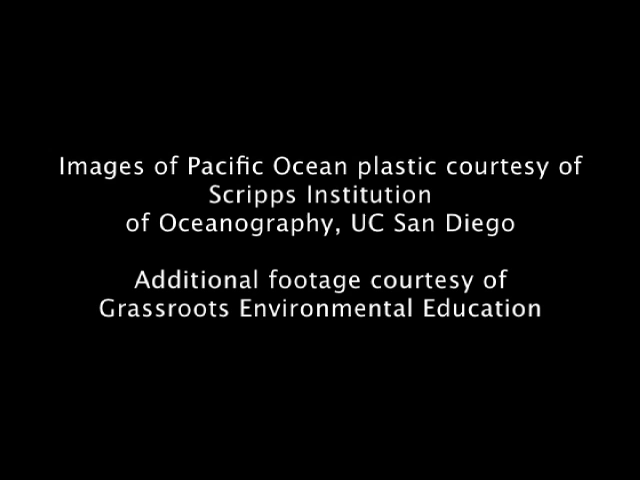 Images of Pacific Ocean plastic courtesy of
Scripps Institution
of Oceanography, UC San Diego
Additional footage courtesy of
Grassroots Environmental Education